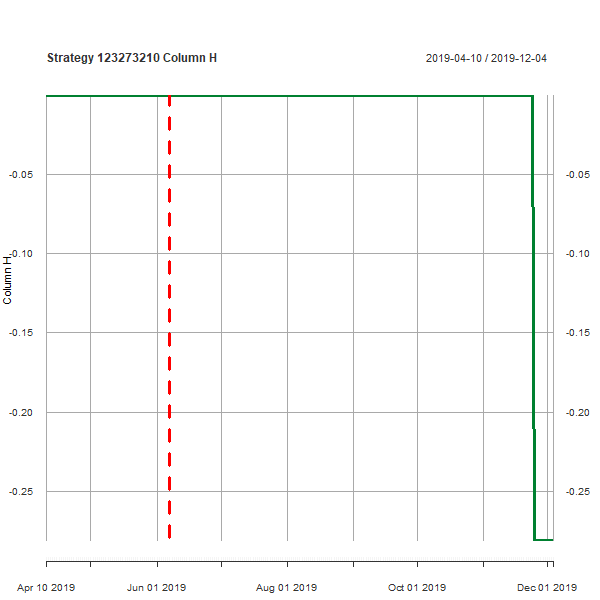 Strategy 123273210 Column H
2019-04-10 / 2019-12-04
-0.05 -0.05
-0.10 -0.10
Column H
-0.15 -0.15
-0.20 -0.20
-0.25 -0.25
Apr 10 2019 Jun 01 2019 Aug 01 2019 Oct 01 2019 Dec 01 2019